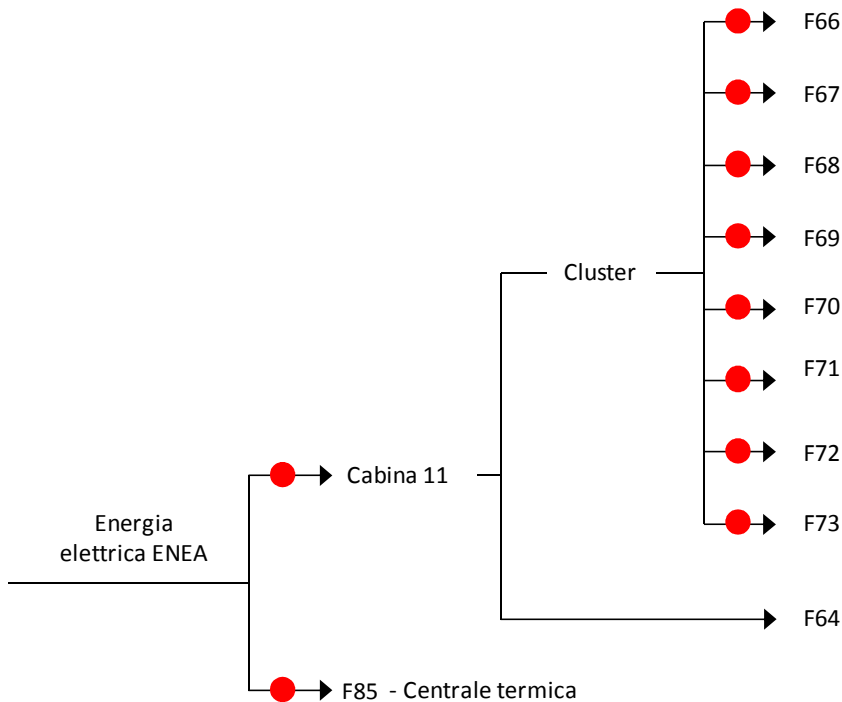 F66
F67
F68
F69
Cluster
F70
F71
F72
Cabina 11
F73
Energia
elettrica ENEA
F64
F85 - Centrale termica